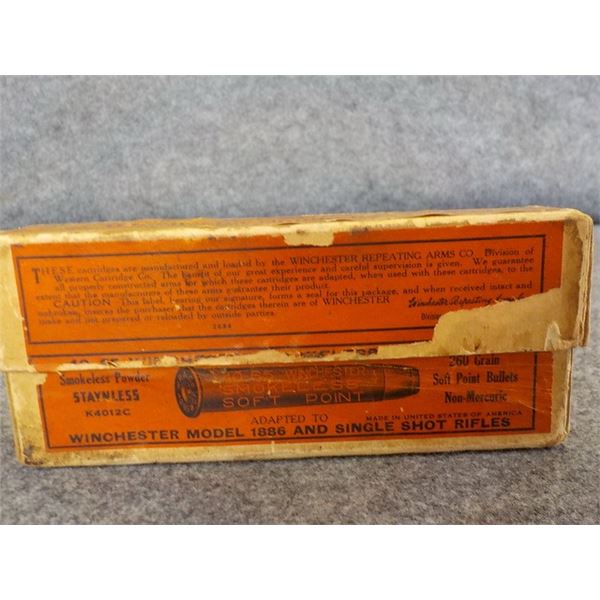 THESE cartridges are manufactured and loaded by the WINCHESTER REPEATING ARMS CO. Division of
Western Cartridge Co. The benefit of our great experience and careful supervision is given. We guarantee
all properly constructed arms for which these cartridges are adapted, when used with these cartridges, to the
extent that the manufacturers of these arms guarantee their product.
CAUTION This label, bearing our signature, forms a seal for this package, and when received intact and
insures the purchaser that the cartridges therein are of WINCHESTER
make and not prepared or reloaded by outside parties.
Winchester Repeating
2684
Smokeless Powder
STAYNLESS
K4012C
WINCHESTER
SMOKELESS
SOFT POINT
260 Grain
Soft Point Bullets
Non-Mercuric
ADAPTED TO
MADE IN UNITED STATES OF AMERICA
WINCHESTER MODEL 1886 AND SINGLE SHOT RIFLES